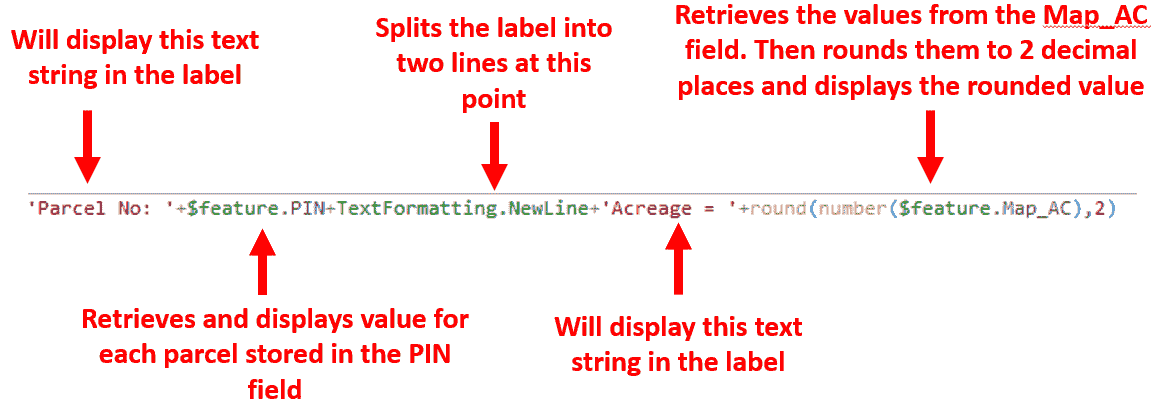 Will display this text
string in the label
Splits the label into
two lines at this
point
Retrieves the values from the Map_AC
field. Then rounds them to 2 decimal
places and displays the rounded value
'Parcel No: '+$feature.PIN+TextFormatting.NewLine+'Acreage = '+round(number($feature.Map_AC),2)
Retrieves and displays value for
each parcel stored in the PIN
field
Will display this text
string in the label